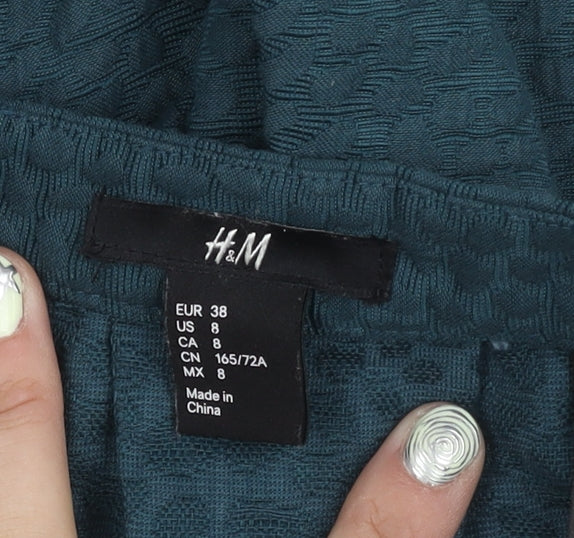 H&M
EUR 38
US 8
CA 8
CN 165/72A
MX 8
Made in
China